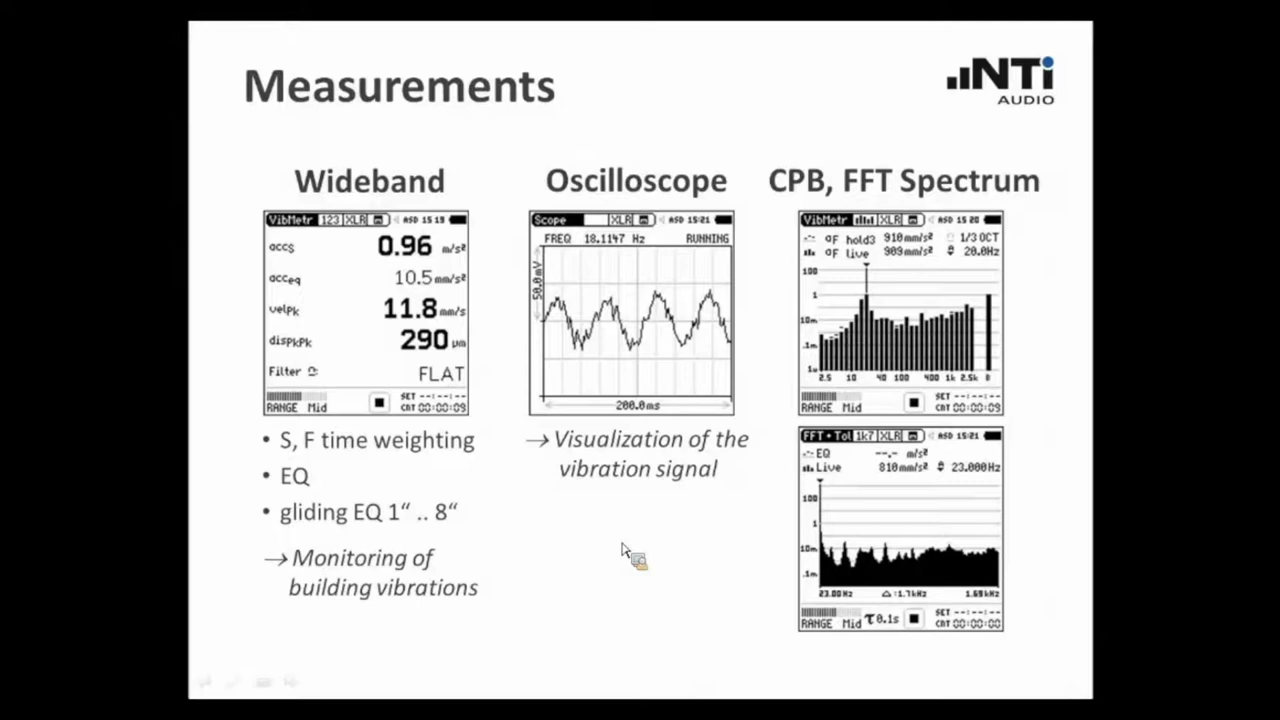 Measurements
NTi
AUDIO
Wideband
VibMetr 123 XLR ASD 15:19
accs 0.96 m/s²
acceq 10.5 mm/s²
velPk 11.8 mm/s
disPkPk 290 µm
Filter FLAT
SET --:--:--
RANGE Mid CNT 00:00:09
• S, F time weighting
• EQ
• gliding EQ 1“ .. 8“
→ Monitoring of
building vibrations
Oscilloscope
Scope XLR ASD 15:21
FREQ 18.1147 Hz RUNNING
50.0mV
200.0ms
→ Visualization of the
vibration signal
CPB, FFT Spectrum
VibMetr XLR ASD 15:20
aF hold3 910mm/s² 1/3 OCT
aF live 909mm/s² 20.0Hz
100
1
10m
.1m
1u
2.5 10 40 100 400 1k 2.5k
SET --:--:--
RANGE Mid CNT 00:00:09
FFT+Tol 1k7 XLR ASD 15:21
EQ --.- m/s²
Live 810mm/s² 23.000Hz
100
1
10m
.1m
23.00Hz △:1.7kHz 1.69kHz
SET --:--:--
RANGE Mid τ0.1s CNT 00:00:00